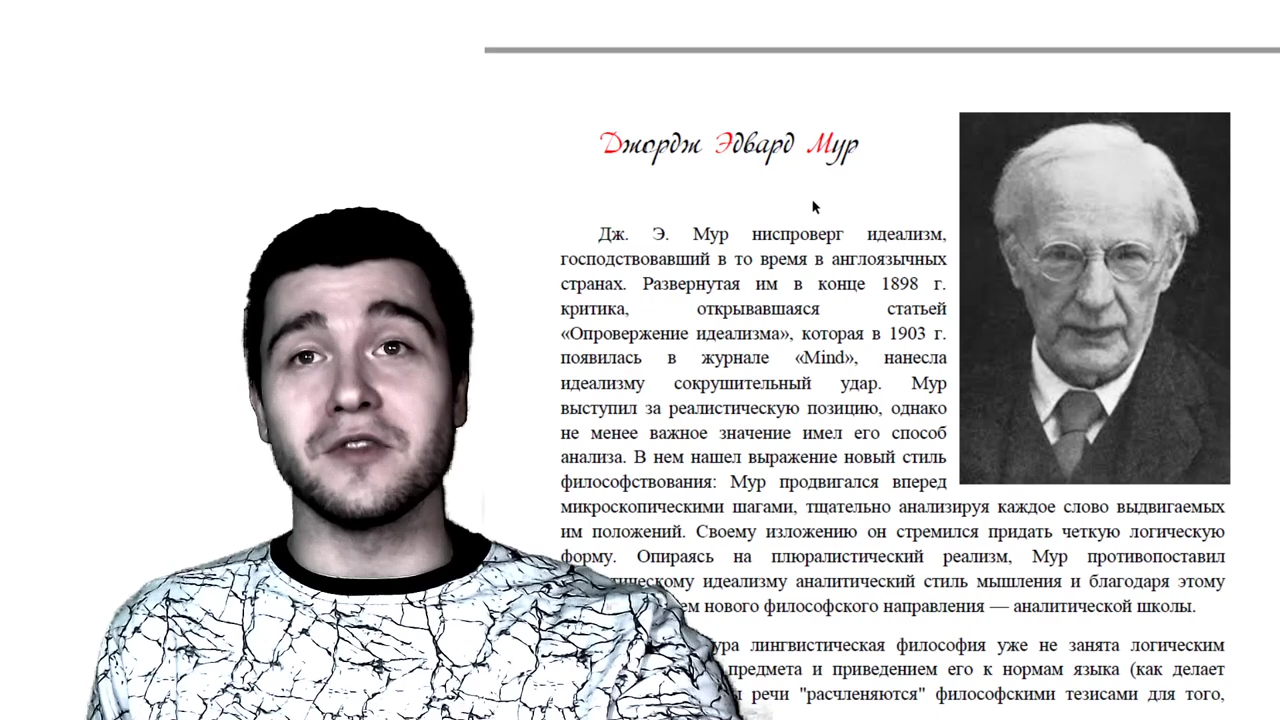 Джордж Эдвард Мур
Дж. Э. Мур ниспроверг идеализм,
господствовавший в то время в англоязычных
странах. Развернутая им в конце 1898 г.
критика, открывавшаяся статьей
«Опровержение идеализма», которая в 1903 г.
появилась в журнале «Mind», нанесла
идеализму сокрушительный удар. Мур
выступил за реалистическую позицию, однако
не менее важное значение имел его способ
анализа. В нем нашел выражение новый стиль
философствования: Мур продвигался вперед
микроскопическими шагами, тщательно анализируя каждое слово выдвигаемых
им положений. Своему изложению он стремился придать четкую логическую
форму. Опираясь на плюралистический реализм, Мур противопоставил
идеализму аналитический стиль мышления и благодаря этому
нового философского направления — аналитической школы.
лингвистическая философия уже не занята логическим
предмета и приведением его к нормам языка (как делает
речи "расчленяются" философскими тезисами для того,